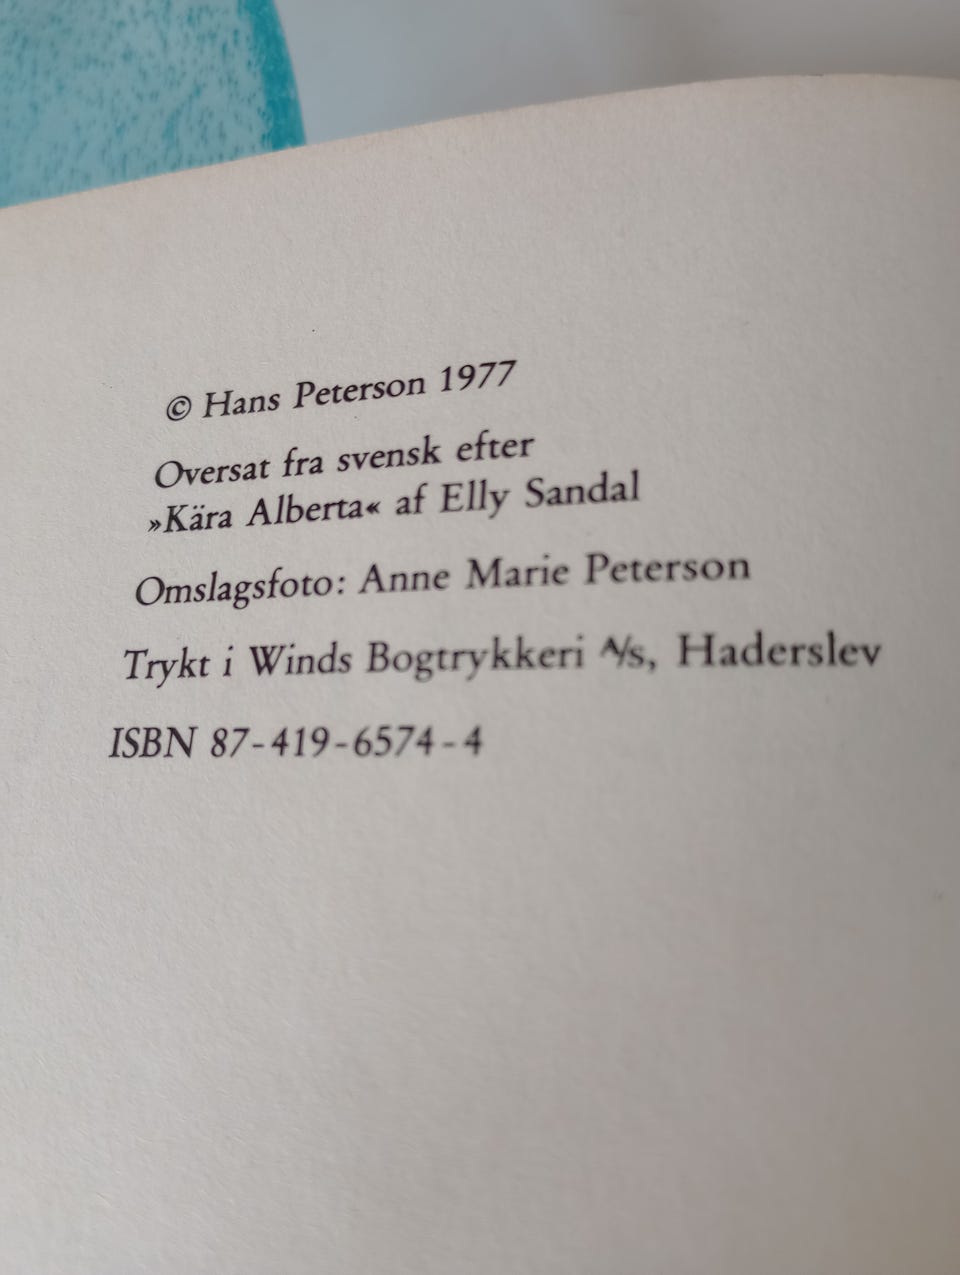 © Hans Peterson 1977
Oversat fra svensk efter
»Kära Alberta« af Elly Sandal
Omslagsfoto: Anne Marie Peterson
Trykt i Winds Bogtrykkeri A/s, Haderslev
ISBN 87-419-6574-4